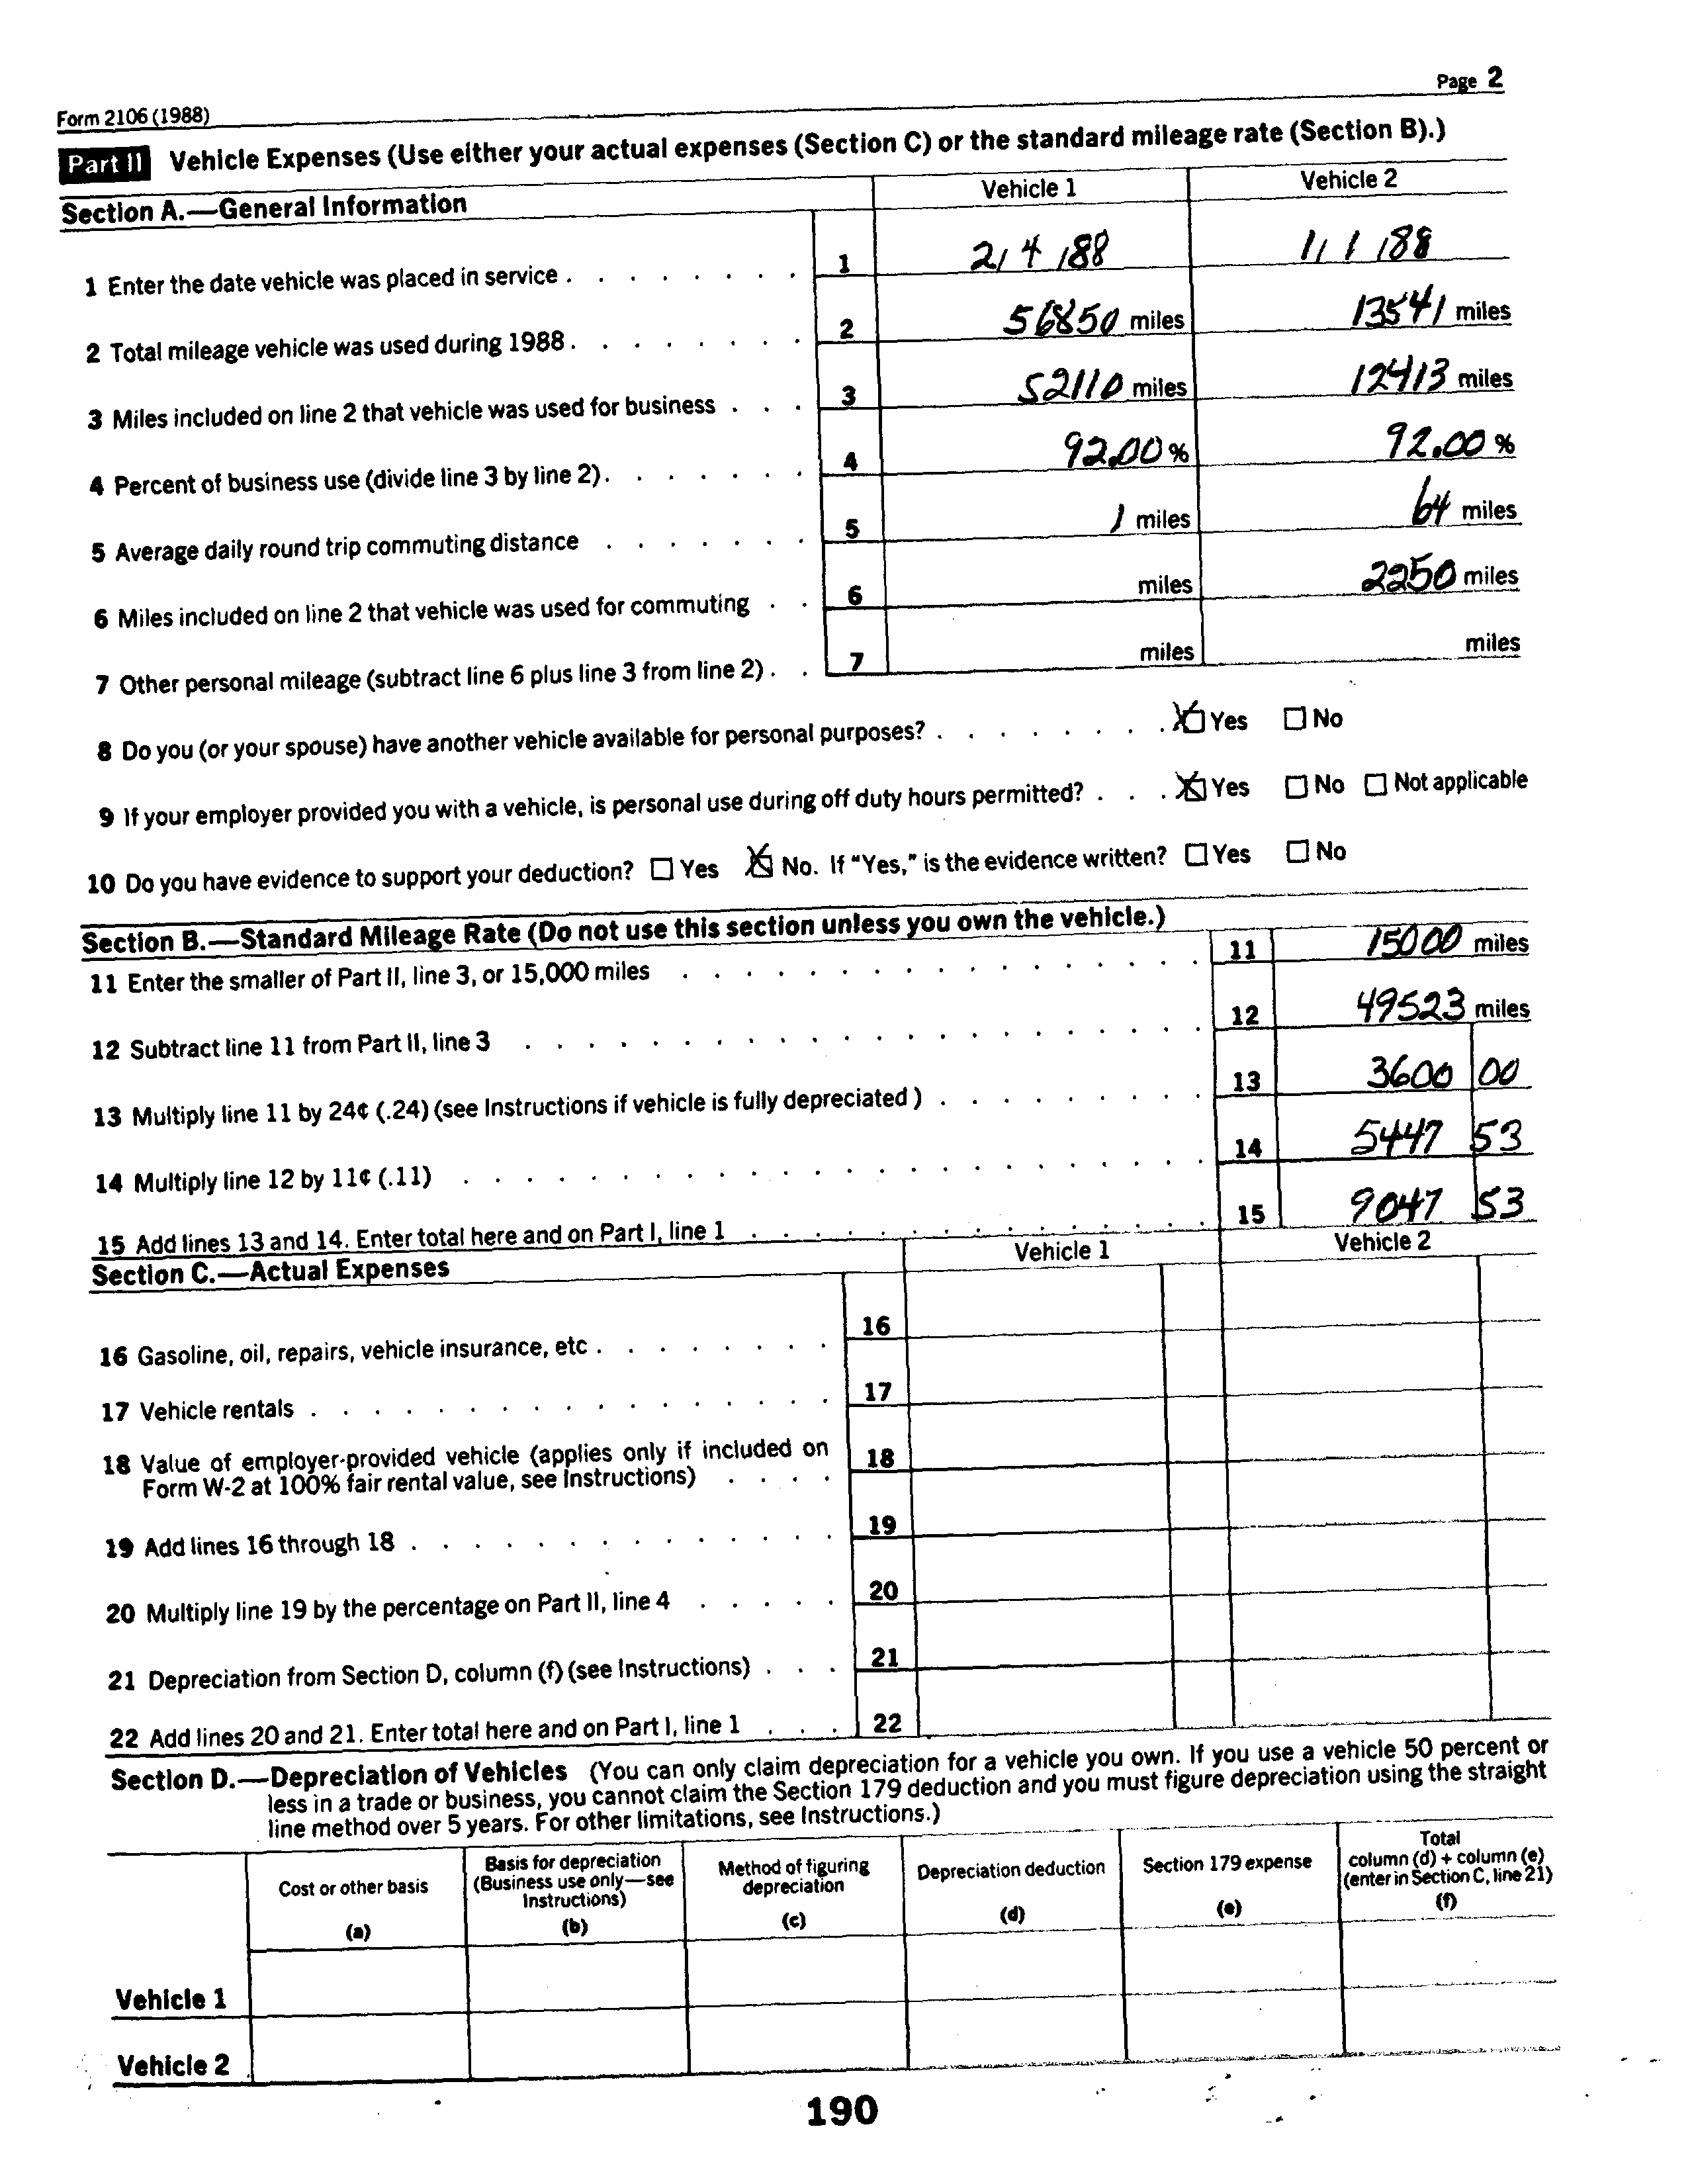 Form 2106 (1988) Page 2
Part II Vehicle Expenses (Use either your actual expenses (Section C) or the standard mileage rate (Section B).)
Section A.—General Information Vehicle 1 Vehicle 2
1 Enter the date vehicle was placed in service . . . . . . . . 1 2/ 4 /88 1/ 1 /88
2 Total mileage vehicle was used during 1988 . . . . . . . . 2 56850 miles 13541 miles
3 Miles included on line 2 that vehicle was used for business . . . 3 52110 miles 12413 miles
4 Percent of business use (divide line 3 by line 2) . . . . . . . 4 92.00 % 92.00 %
5 Average daily round trip commuting distance . . . . . . . 5 1 miles 64 miles
6 Miles included on line 2 that vehicle was used for commuting . . 6 miles 2250 miles
7 Other personal mileage (subtract line 6 plus line 3 from line 2) . . 7 miles miles
8 Do you (or your spouse) have another vehicle available for personal purposes? . . . . . . . . ☒ Yes ☐ No
9 If your employer provided you with a vehicle, is personal use during off duty hours permitted? . . . ☒ Yes ☐ No ☐ Not applicable
10 Do you have evidence to support your deduction? ☐ Yes ☒ No. If "Yes," is the evidence written? ☐ Yes ☐ No
Section B.—Standard Mileage Rate (Do not use this section unless you own the vehicle.)
11 Enter the smaller of Part II, line 3, or 15,000 miles . . . . . . . . . . . . . . . . . 11 15000 miles
12 Subtract line 11 from Part II, line 3 . . . . . . . . . . . . . . . . . . . . . . 12 49523 miles
13 Multiply line 11 by 24¢ (.24) (see Instructions if vehicle is fully depreciated ) . . . . . . . . . 13 3600 00
14 Multiply line 12 by 11¢ (.11) . . . . . . . . . . . . . . . . . . . . . . . . 14 5447 53
15 Add lines 13 and 14. Enter total here and on Part I, line 1 . . . . . . . . . . . . . . . 15 9047 53
Section C.—Actual Expenses Vehicle 1 Vehicle 2
16 Gasoline, oil, repairs, vehicle insurance, etc . . . . . . . . 16
17 Vehicle rentals . . . . . . . . . . . . . . . . . 17
18 Value of employer-provided vehicle (applies only if included on 18
Form W-2 at 100% fair rental value, see Instructions) . . . .
19 Add lines 16 through 18 . . . . . . . . . . . . . . 19
20 Multiply line 19 by the percentage on Part II, line 4 . . . . . 20
21 Depreciation from Section D, column (f) (see Instructions) . . . 21
22 Add lines 20 and 21. Enter total here and on Part I, line 1 . . . 22
Section D.—Depreciation of Vehicles (You can only claim depreciation for a vehicle you own. If you use a vehicle 50 percent or
less in a trade or business, you cannot claim the Section 179 deduction and you must figure depreciation using the straight
line method over 5 years. For other limitations, see Instructions.)
Cost or other basis
(a)
Basis for depreciation
(Business use only—see
Instructions)
(b)
Method of figuring
depreciation
(c)
Depreciation deduction
(d)
Section 179 expense
(e)
Total
column (d) + column (e)
(enter in Section C, line 21)
(f)
Vehicle 1
Vehicle 2
190